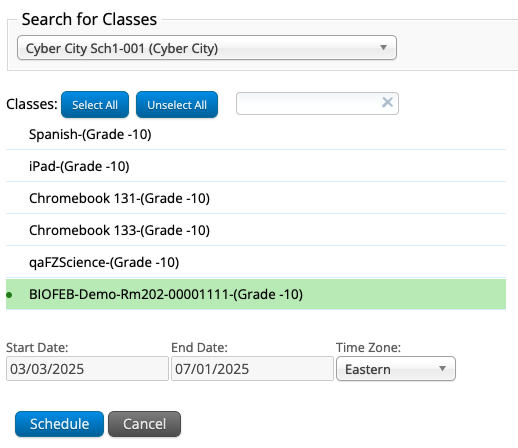 Search for Classes
Cyber City Sch1-001 (Cyber City)
Classes: Select All Unselect All
Spanish-(Grade -10)
iPad-(Grade -10)
Chromebook 131-(Grade -10)
Chromebook 133-(Grade -10)
qaFZScience-(Grade -10)
BIOFEB-Demo-Rm202-00001111-(Grade -10)
Start Date: End Date: Time Zone:
03/03/2025 07/01/2025 Eastern
Schedule Cancel